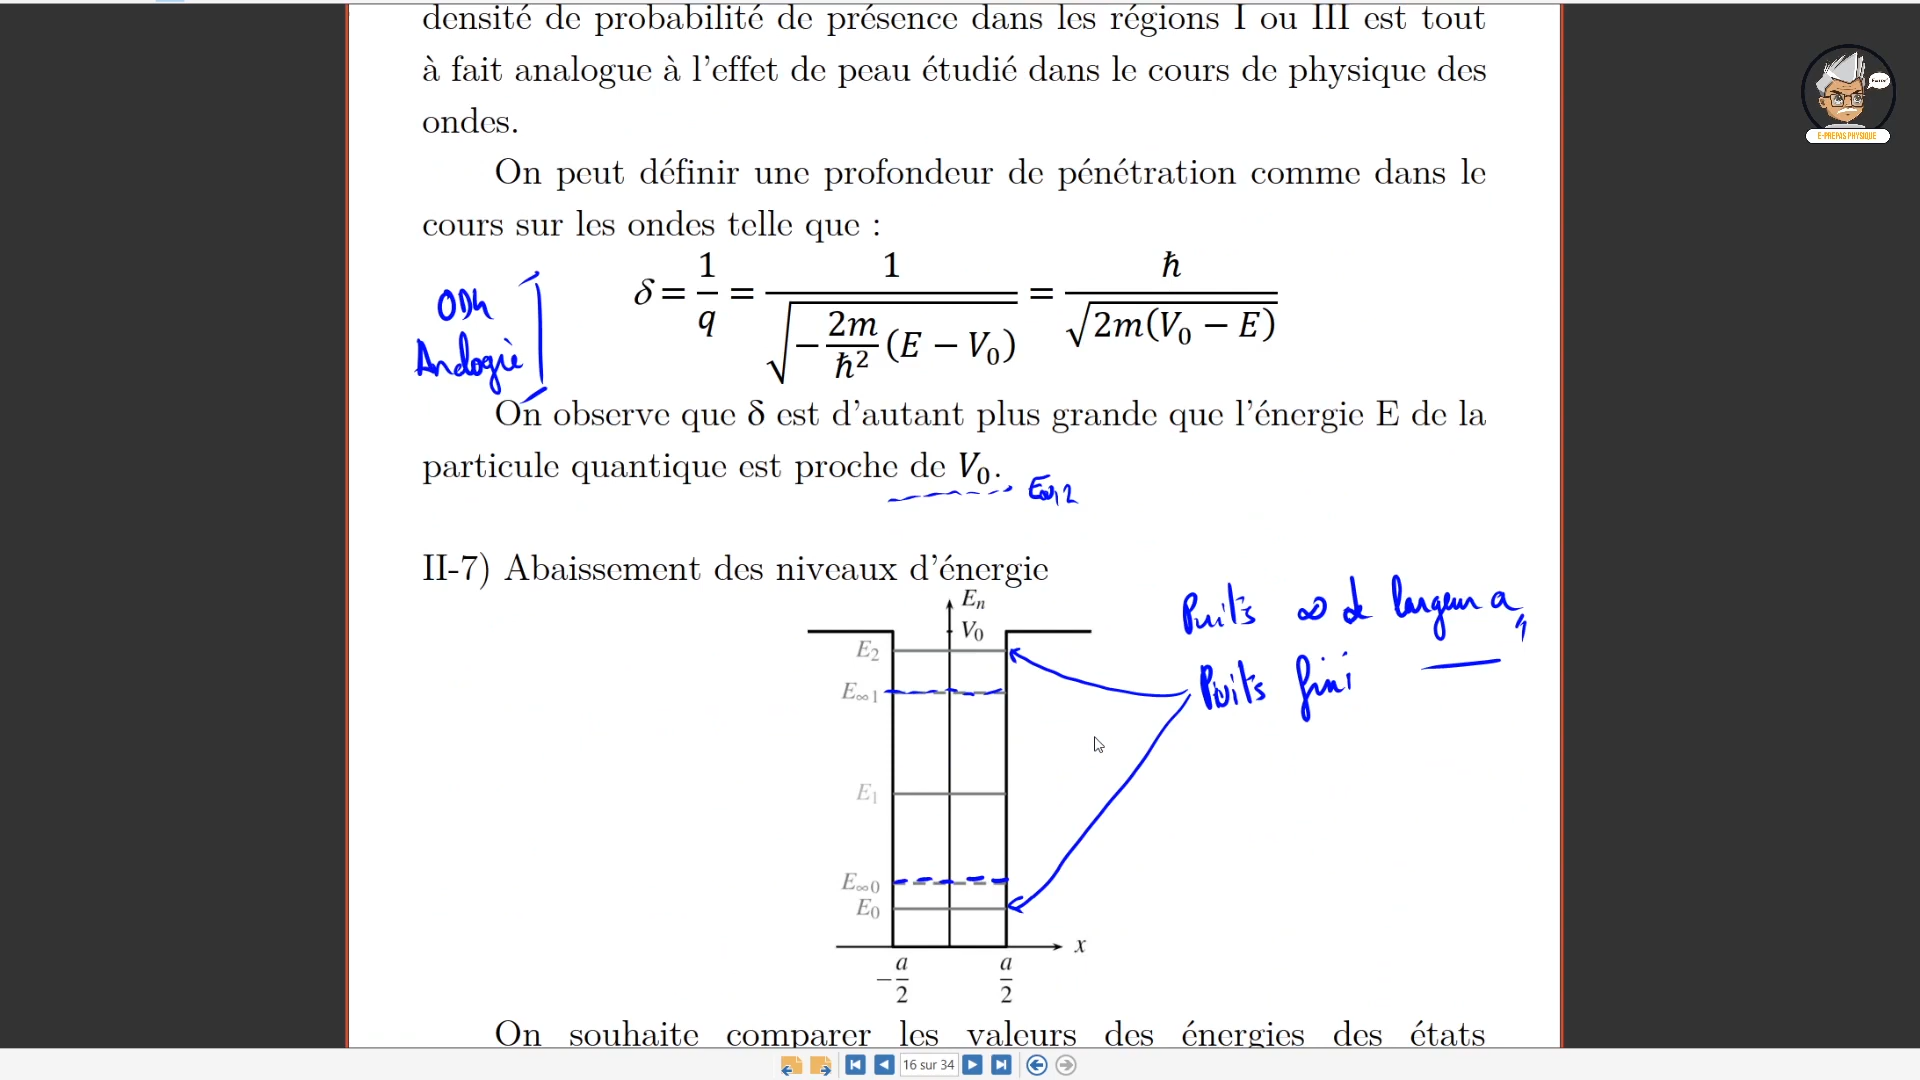 densité de probabilité de présence dans les régions I ou III est tout
à fait analogue à l'effet de peau étudié dans le cours de physique des
ondes.
On peut définir une profondeur de pénétration comme dans le
cours sur les ondes telle que :
δ = 1/q = 1/√(−2m/ħ² (E − V₀)) = ħ/√(2m(V₀ − E))
ODh
Analogie
On observe que δ est d'autant plus grande que l'énergie E de la
particule quantique est proche de V₀.
E∞,2
II-7) Abaissement des niveaux d'énergie
Puits ∞ de largeur a
Puits fini
Eₙ
V₀
E₂
E∞1
E₁
E∞0
E₀
x
−a/2
a/2
On souhaite comparer les valeurs des énergies des états
16 sur 34
E-PREPAS PHYSIQUE